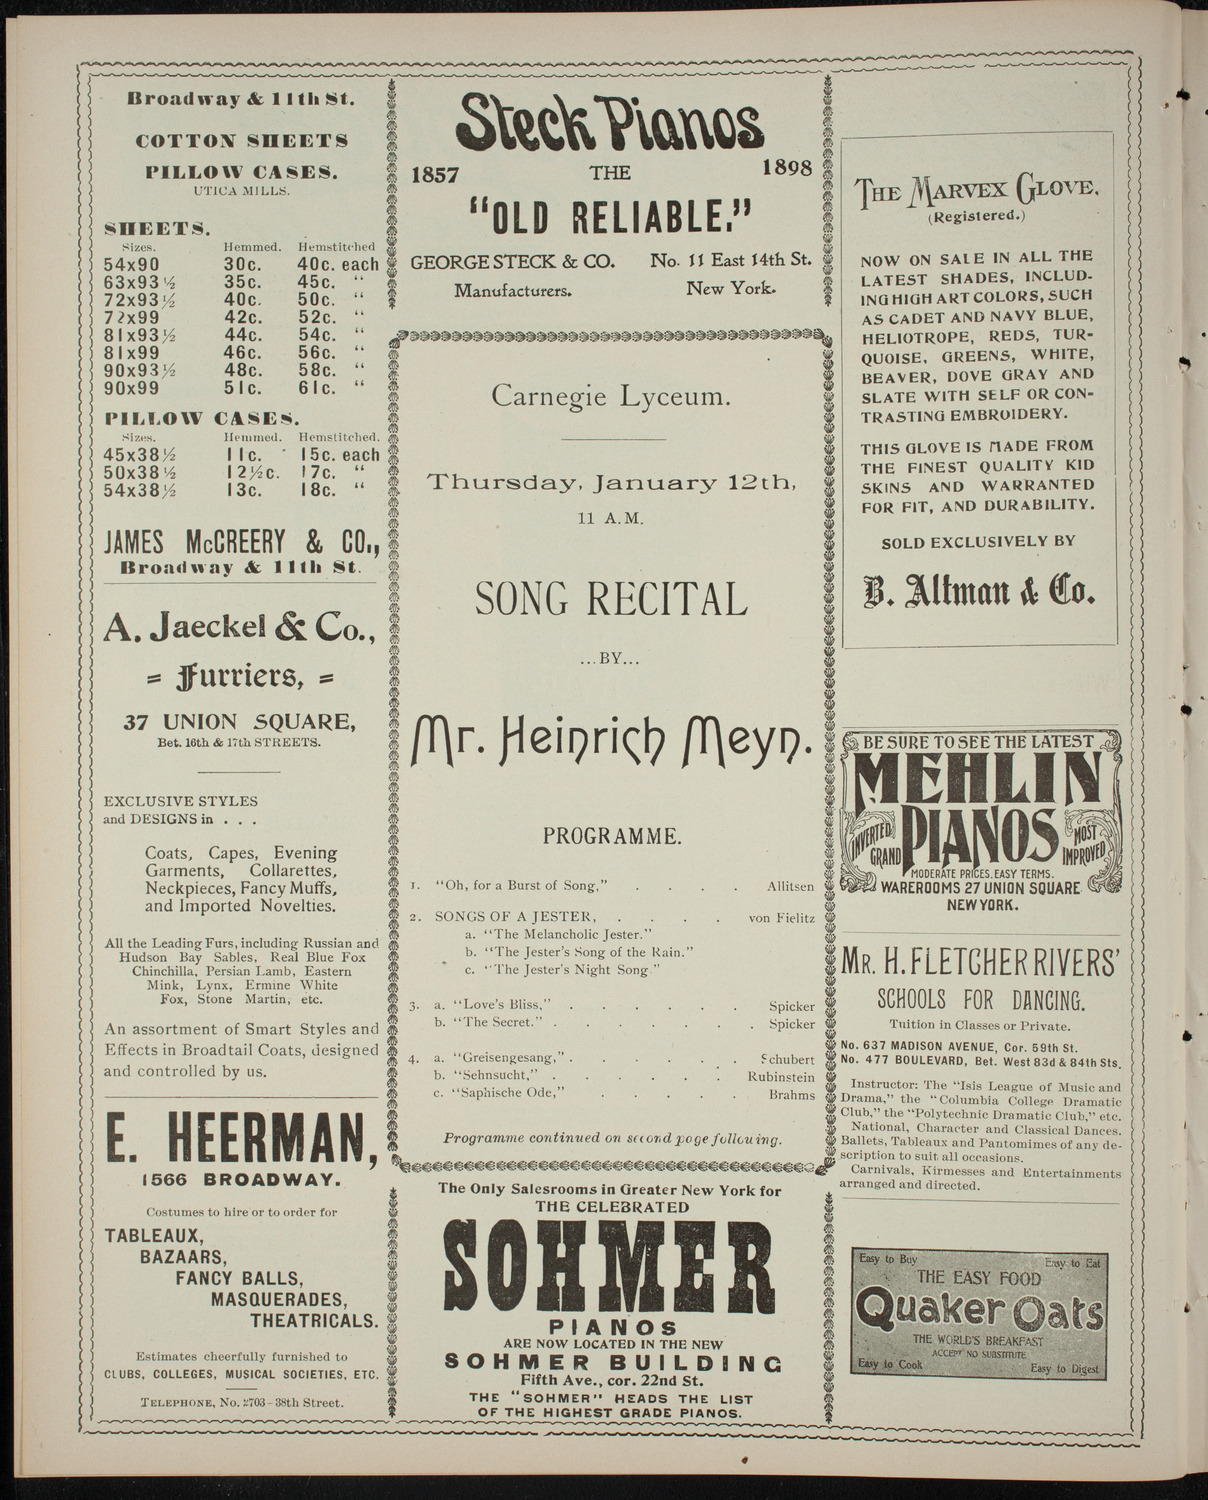 Broadway & 11th St.
COTTON SHEETS
PILLOW CASES.
UTICA MILLS.
SHEETS.
Sizes. Hemmed. Hemstitched
54x90 30c. 40c. each
63x93½ 35c. 45c. “
72x93½ 40c. 50c. “
72x99 42c. 52c. “
81x93½ 44c. 54c. “
81x99 46c. 56c. “
90x93½ 48c. 58c. “
90x99 51c. 61c. “
PILLOW CASES.
Sizes. Hemmed. Hemstitched.
45x38½ 11c. 15c. each
50x38½ 12½c. 17c. “
54x38½ 13c. 18c. “
JAMES McCREERY & CO.,
Broadway & 11th St.
A. Jaeckel & Co.,
= Furriers, =
37 UNION SQUARE,
Bet. 16th & 17th STREETS.
EXCLUSIVE STYLES
and DESIGNS in . . .
Coats, Capes, Evening
Garments, Collarettes,
Neckpieces, Fancy Muffs,
and Imported Novelties.
All the Leading Furs, including Russian and
Hudson Bay Sables, Real Blue Fox
Chinchilla, Persian Lamb, Eastern
Mink, Lynx, Ermine White
Fox, Stone Martin, etc.
An assortment of Smart Styles and
Effects in Broadtail Coats, designed
and controlled by us.
E. HEERMAN,
1566 BROADWAY.
Costumes to hire or to order for
TABLEAUX,
BAZAARS,
FANCY BALLS,
MASQUERADES,
THEATRICALS.
Estimates cheerfully furnished to
CLUBS, COLLEGES, MUSICAL SOCIETIES, ETC.
TELEPHONE, No. 2703-38th Street.
Steck Pianos
1857 THE 1898
“OLD RELIABLE.”
GEORGE STECK & CO. No. 11 East 14th St.
Manufacturers. New York.
Carnegie Lyceum.
Thursday, January 12th,
11 A.M.
SONG RECITAL
...BY...
Mr. Heinrich Meyn.
PROGRAMME.
1. “Oh, for a Burst of Song,” . . . . Allitsen
2. SONGS OF A JESTER, . . . . von Fielitz
a. “The Melancholic Jester.”
b. “The Jester's Song of the Rain.”
c. “The Jester's Night Song.”
3. a. “Love's Bliss,” . . . . . . Spicker
b. “The Secret.” . . . . . . . Spicker
4. a. “Greisengesang,” . . . . . . Schubert
b. “Sehnsucht,” . . . . . . Rubinstein
c. “Saphische Ode,” . . . . . Brahms
Programme continued on second page following.
The Only Salesrooms in Greater New York for
THE CELEBRATED
SOHMER
PIANOS
ARE NOW LOCATED IN THE NEW
SOHMER BUILDING
Fifth Ave., cor. 22nd St.
THE “SOHMER” HEADS THE LIST
OF THE HIGHEST GRADE PIANOS.
THE MARVEX GLOVE.
(Registered.)
NOW ON SALE IN ALL THE
LATEST SHADES, INCLUD-
ING HIGH ART COLORS, SUCH
AS CADET AND NAVY BLUE,
HELIOTROPE, REDS, TUR-
QUOISE, GREENS, WHITE,
BEAVER, DOVE GRAY AND
SLATE WITH SELF OR CON-
TRASTING EMBROIDERY.
THIS GLOVE IS MADE FROM
THE FINEST QUALITY KID
SKINS AND WARRANTED
FOR FIT, AND DURABILITY.
SOLD EXCLUSIVELY BY
B. Altman & Co.
BE SURE TO SEE THE LATEST
MEHLIN
INVERTED GRAND PIANOS MOST IMPROVED
MODERATE PRICES. EASY TERMS.
WAREROOMS 27 UNION SQUARE
NEW YORK.
MR. H. FLETCHER RIVERS'
SCHOOLS FOR DANCING.
Tuition in Classes or Private.
No. 637 MADISON AVENUE, Cor. 59th St.
No. 477 BOULEVARD, Bet. West 83d & 84th Sts.
Instructor: The “Isis League of Music and
Drama,” the “Columbia College Dramatic
Club,” the “Polytechnic Dramatic Club,” etc.
National, Character and Classical Dances.
Ballets, Tableaux and Pantomimes of any de-
scription to suit all occasions.
Carnivals, Kirmesses and Entertainments
arranged and directed.
Easy to Buy Easy to Eat
THE EASY FOOD
Quaker Oats
THE WORLD'S BREAKFAST
ACCEPT NO SUBSTITUTE
Easy to Cook Easy to Digest